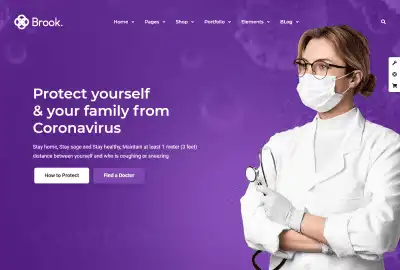 Brook.
Home Pages Shop Portfolio Elements BLog
Protect yourself
& your family from
Coronavirus
Stay home, Stay sage and Stay healthy, Maintain at least 1 meter (3 feet)
distance between yourself and who is coughing or sneezing
How to Protect Find a Doctor